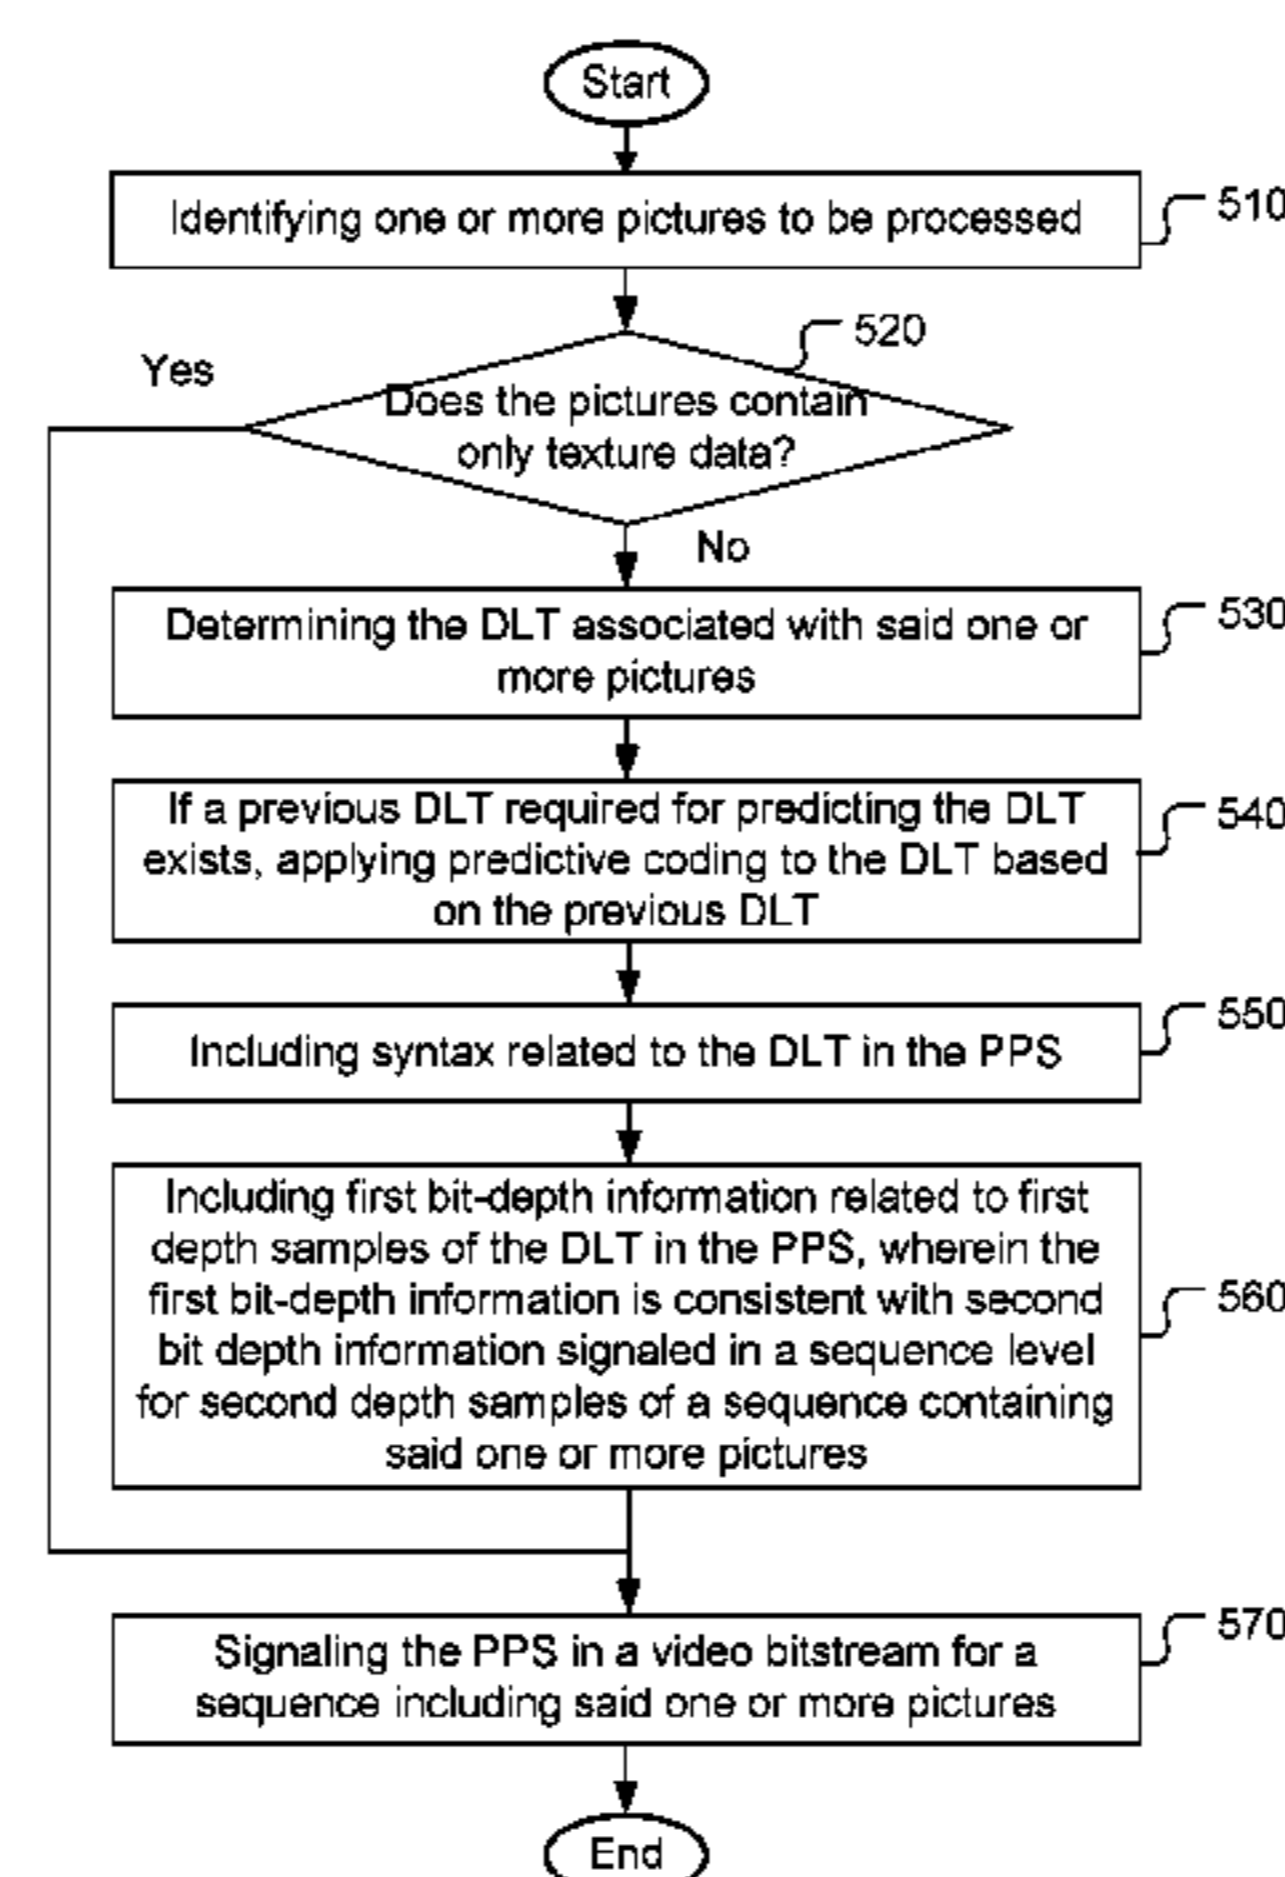 Start
Identifying one or more pictures to be processed
510
520
Yes
Does the pictures contain
only texture data?
No
Determining the DLT associated with said one or
more pictures
530
If a previous DLT required for predicting the DLT
exists, applying predictive coding to the DLT based
on the previous DLT
540
Including syntax related to the DLT in the PPS
550
Including first bit-depth information related to first
depth samples of the DLT in the PPS, wherein the
first bit-depth information is consistent with second
bit depth information signaled in a sequence level
for second depth samples of a sequence containing
said one or more pictures
560
Signaling the PPS in a video bitstream for a
sequence including said one or more pictures
570
End